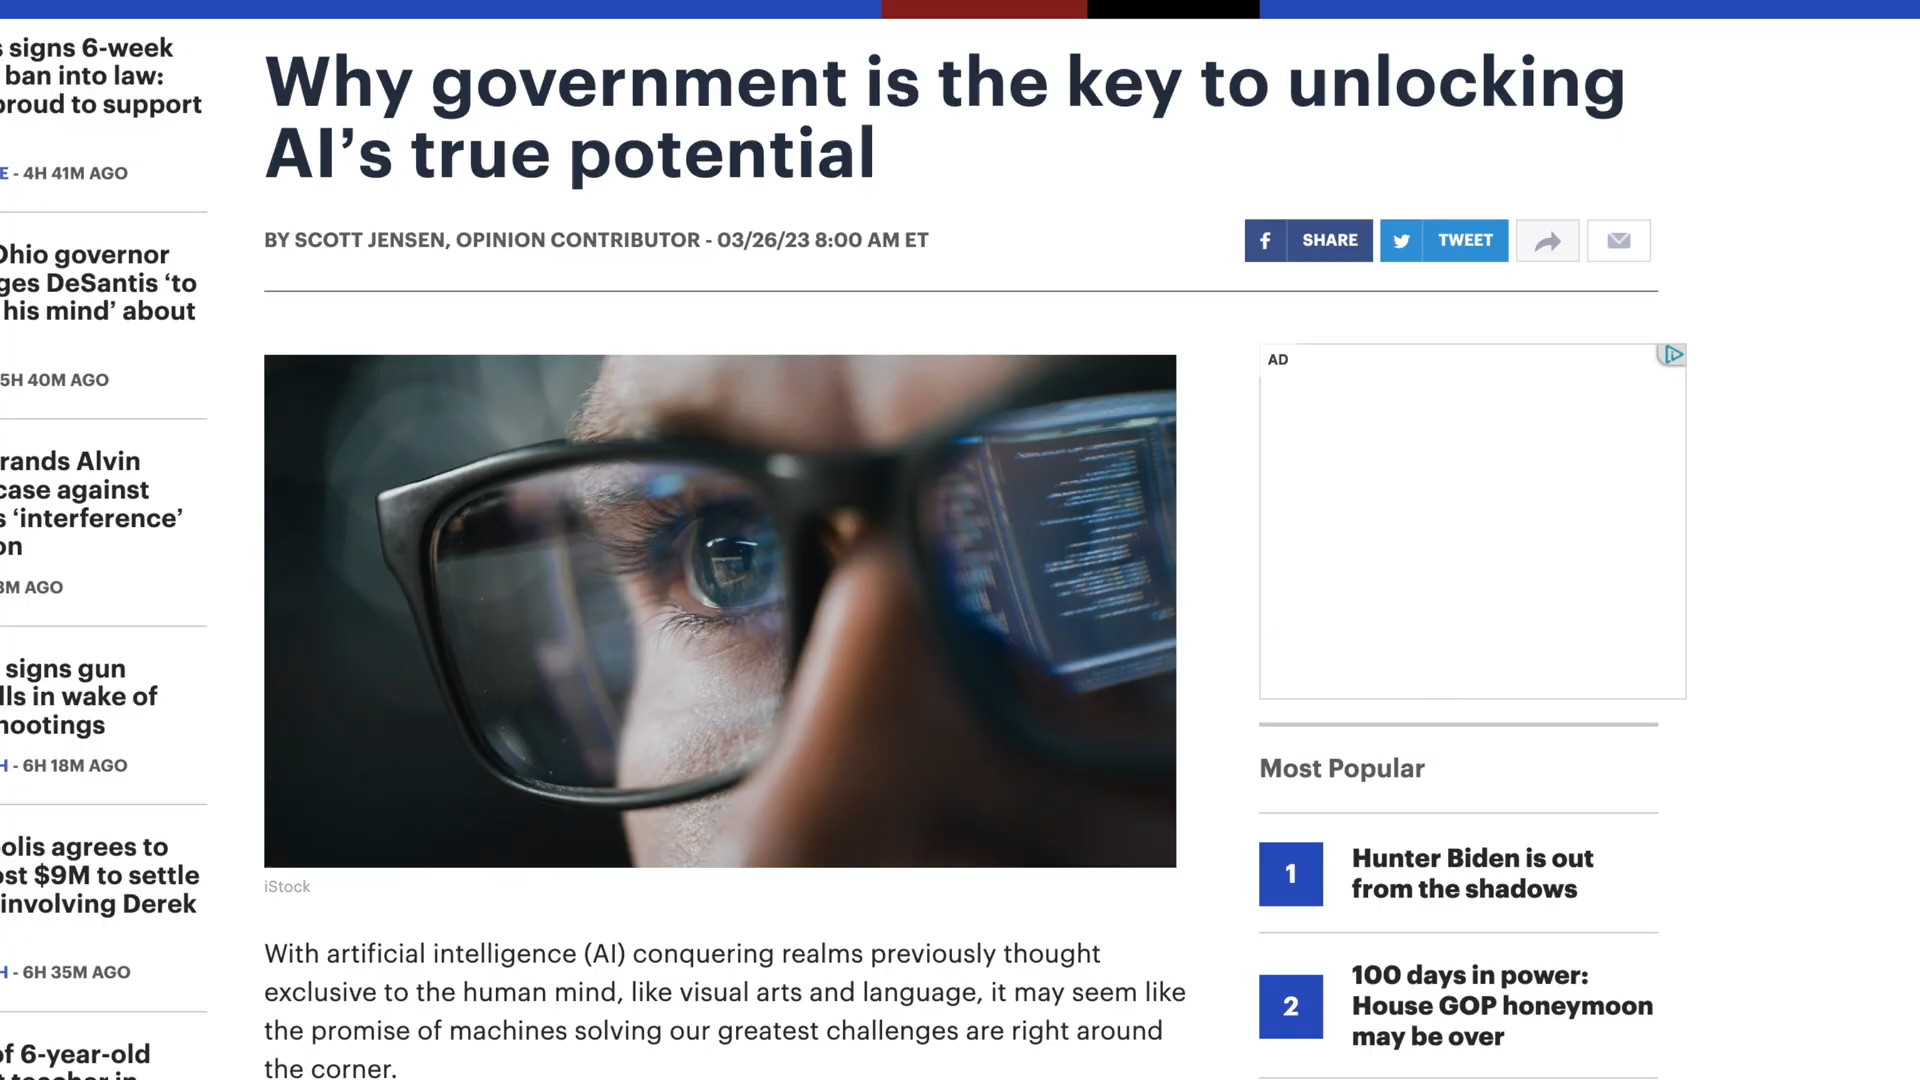 s signs 6-week
ban into law:
proud to support
E - 4H 41M AGO
Ohio governor
ges DeSantis ‘to
his mind’ about
5H 40M AGO
rands Alvin
case against
s ‘interference’
on
3M AGO
signs gun
lls in wake of
hootings
H - 6H 18M AGO
olis agrees to
ost $9M to settle
involving Derek
H - 6H 35M AGO
of 6-year-old
t teacher in
Why government is the key to unlocking
AI’s true potential
BY SCOTT JENSEN, OPINION CONTRIBUTOR - 03/26/23 8:00 AM ET
f SHARE
TWEET
iStock
With artificial intelligence (AI) conquering realms previously thought
exclusive to the human mind, like visual arts and language, it may seem like
the promise of machines solving our greatest challenges are right around
the corner.
AD
Most Popular
1
Hunter Biden is out
from the shadows
2
100 days in power:
House GOP honeymoon
may be over